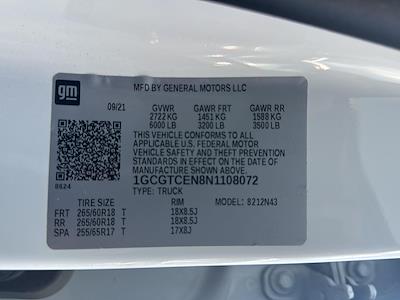 gm
MFD BY GENERAL MOTORS LLC
09/21 GVWR GAWR FRT GAWR RR
2722 KG 1451 KG 1588 KG
6000 LB 3200 LB 3500 LB
THIS VEHICLE CONFORMS TO ALL
APPLICABLE U.S. FEDERAL MOTOR
VEHICLE SAFETY AND THEFT PREVENTION
STANDARDS IN EFFECT ON THE DATE OF
MANUFACTURE SHOWN ABOVE.
1GCGTCEN8N1108072
8624
TYPE: TRUCK
MODEL: 8212N43
TIRE SIZE RIM
FRT 265/60R18 T 18X8.5J
RR 265/60R18 T 18X8.5J
SPA 255/65R17 T 17X8J